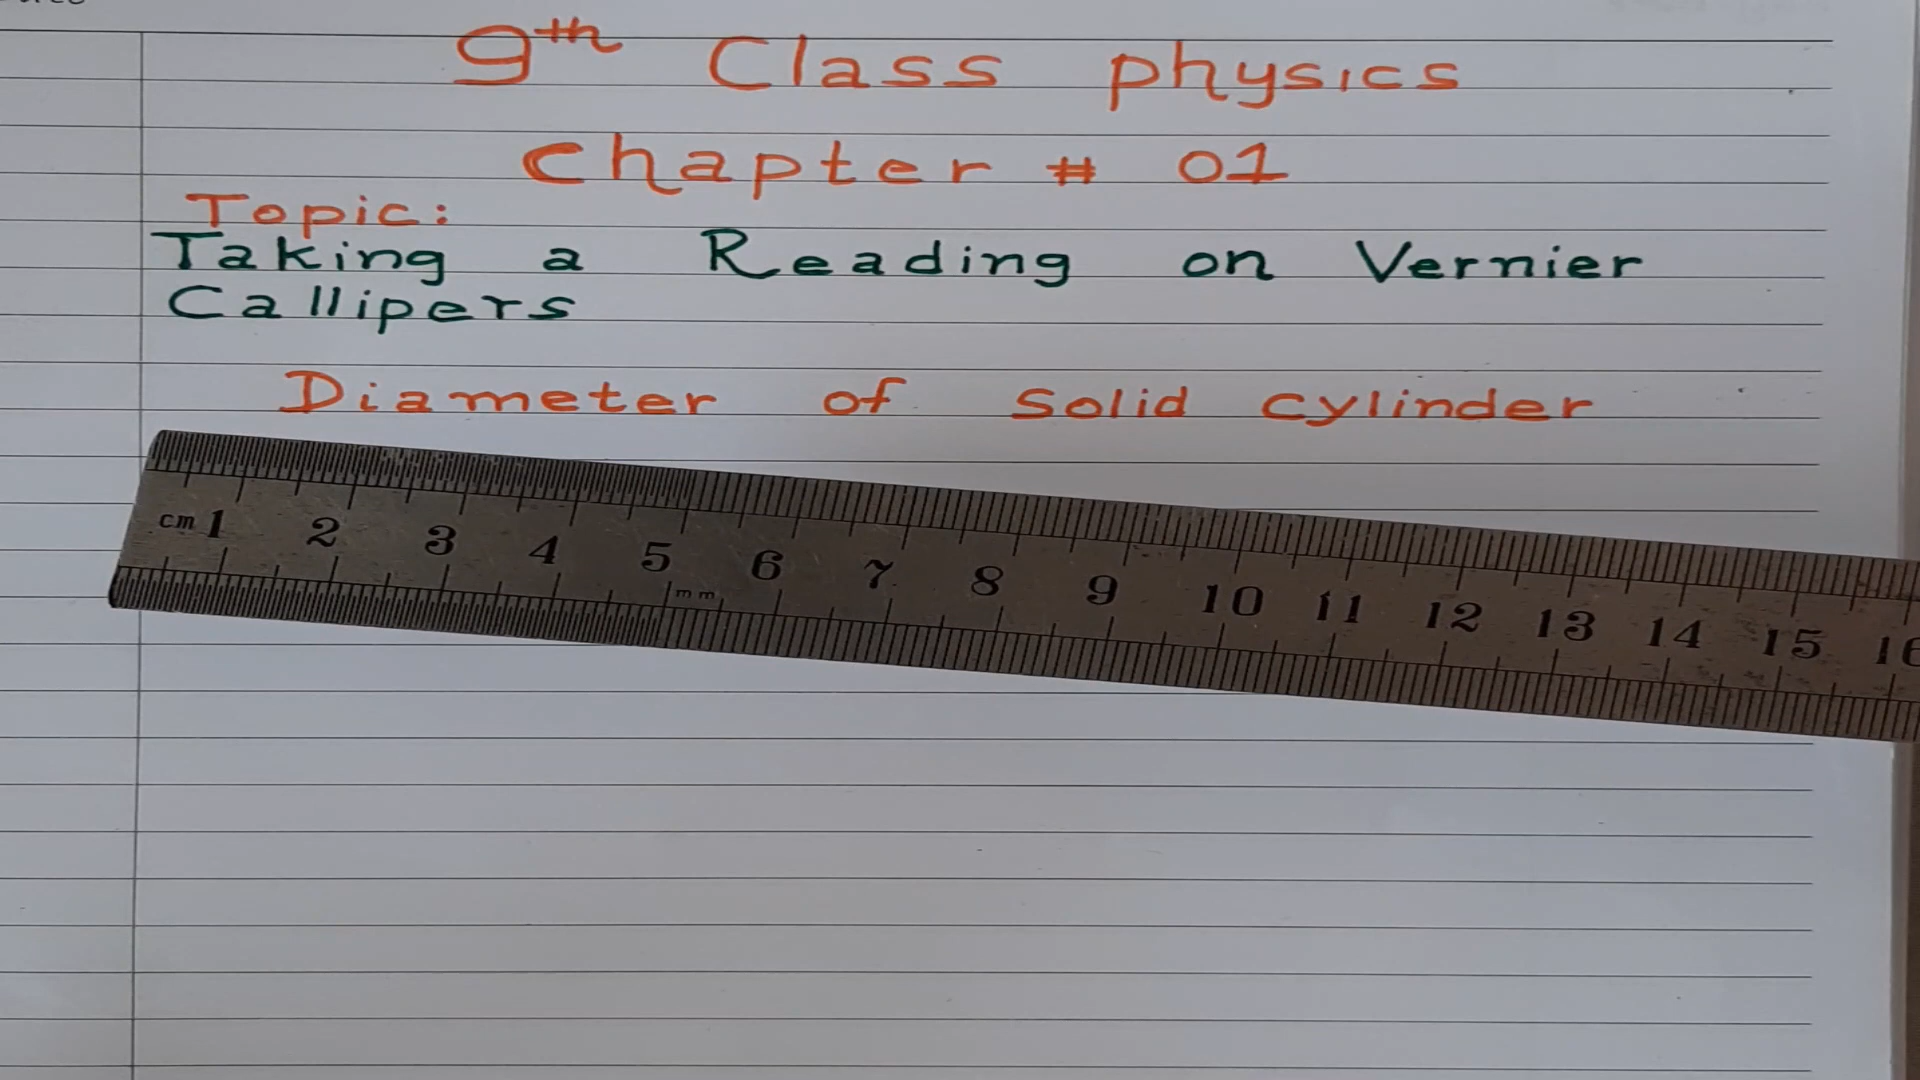 9th Class physics
Chapter # 01
Topic:
Taking a Reading on Vernier
Callipers
Diameter of Solid cylinder
cm 1 2 3 4 5 6 7 8 9 10 11 12 13 14 15 16
mm